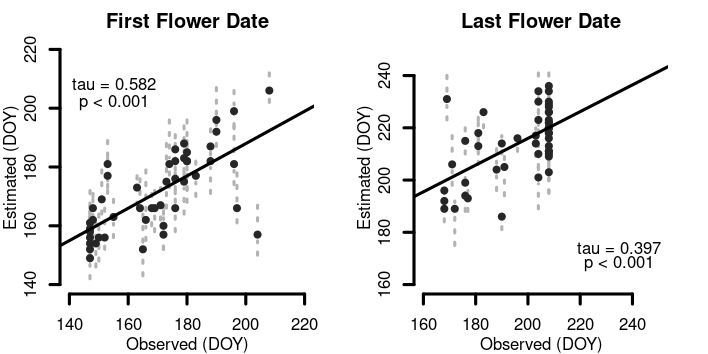 First Flower Date
Estimated (DOY)
220
200
180
160
140
tau = 0.582
p < 0.001
140 160 180 200 220
Observed (DOY)
Last Flower Date
Estimated (DOY)
240
220
200
180
160
tau = 0.397
p < 0.001
160 180 200 220 240
Observed (DOY)